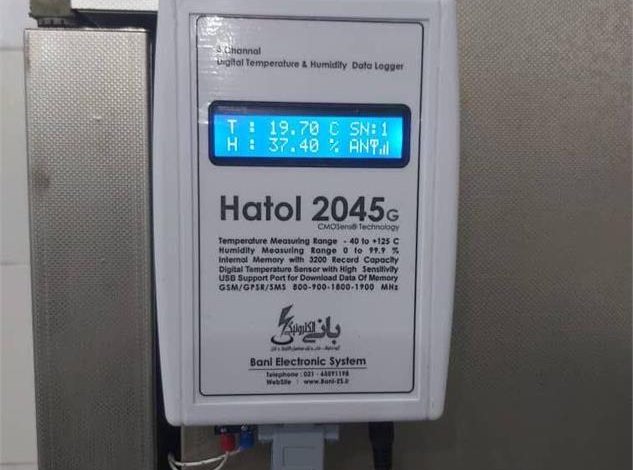 8 Channel
Digital Temperature & Humidity Data Logger
T : 19.70 C SN:1
H : 37.40 % AN
Hatol 2045G
CMOSens® Technology
Temperature Measuring Range - 40 to +125 C
Humidity Measuring Range 0 to 99.9 %
Internal Memory with 3200 Record Capacity
Digital Temperature Sensor with High Sensitivity
USB Support Port for Download Data Of Memory
GSM/GPSR/SMS 800-900-1800-1900 MHz
بانی الکترونیک
Bani Electronic System
Telephone : 021 - 65091198
WebSite : www.Bani-ES.ir